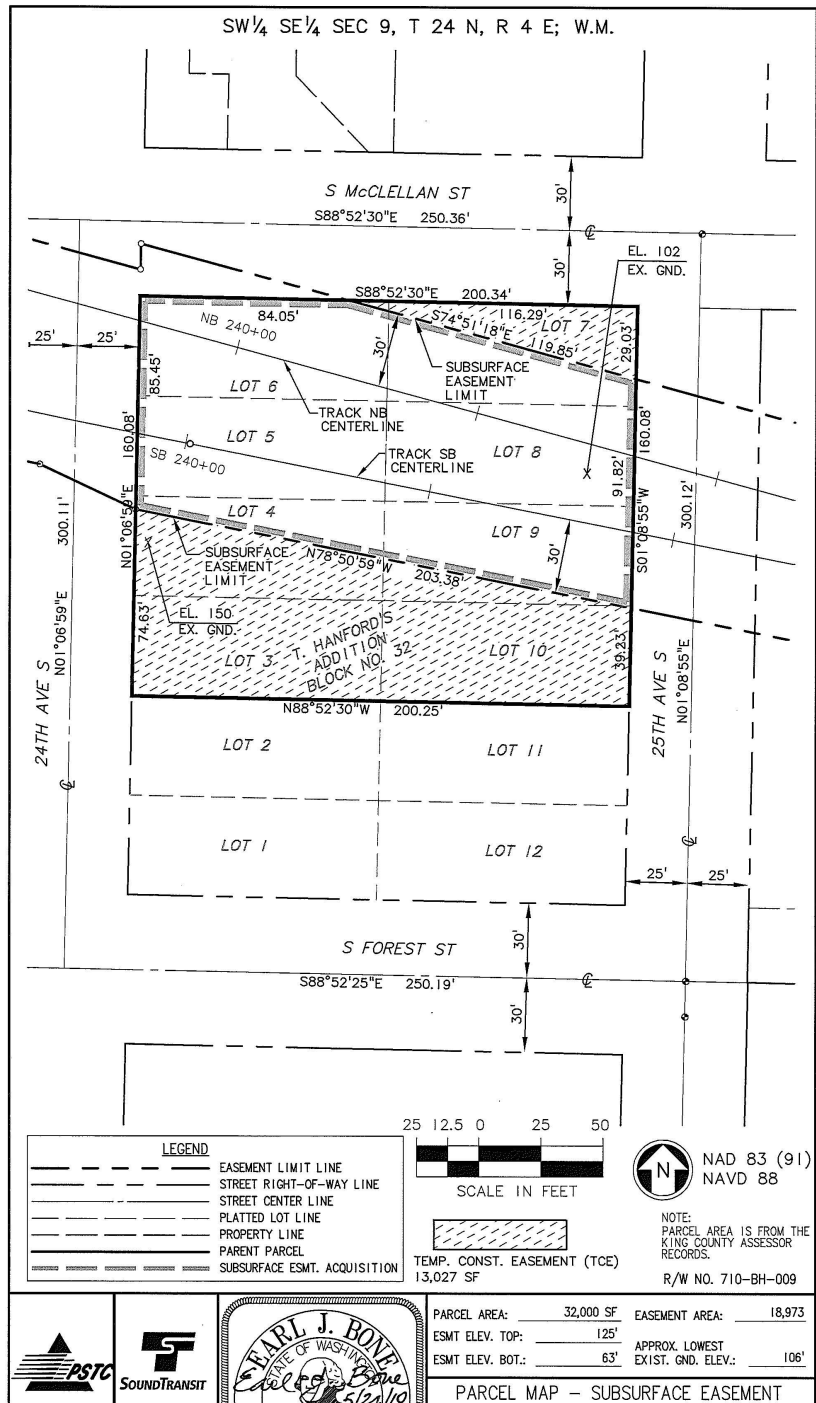 SW¼ SE¼ SEC 9, T 24 N, R 4 E; W.M.
S McCLELLAN ST
S88°52'30"E 250.36'
30'
30'
℄
EL. 102
EX. GND.
S88°52'30"E 200.34'
84.05'
116.29'
LOT 7
S74°51'18"E
119.85'
29.03'
NB 240+00
25'
25'
30'
SUBSURFACE
EASEMENT
LIMIT
85.45'
LOT 6
TRACK NB
CENTERLINE
160.08'
LOT 5
LOT 8
160.08'
SB 240+00
TRACK SB
CENTERLINE
91.82'
300.12'
LOT 4
LOT 9
N01°06'59"E
S01°08'55"W
300.11'
SUBSURFACE
EASEMENT
LIMIT
N78°50'59"W
203.38'
30'
EL. 150
EX. GND.
74.63'
N01°06'59"E
T. HANFORD'S
ADDITION
BLOCK NO. 32
LOT 3
LOT 10
39.23'
24TH AVE S
25TH AVE S
N01°08'55"E
N88°52'30"W 200.25'
LOT 2
LOT 11
℄
℄
LOT 1
LOT 12
25'
25'
S FOREST ST
30'
S88°52'25"E 250.19'
℄
30'
LEGEND
EASEMENT LIMIT LINE
STREET RIGHT-OF-WAY LINE
STREET CENTER LINE
PLATTED LOT LINE
PROPERTY LINE
PARENT PARCEL
SUBSURFACE ESMT. ACQUISITION
25 12.5 0 25 50
SCALE IN FEET
TEMP. CONST. EASEMENT (TCE)
13,027 SF
N
NAD 83 (91)
NAVD 88
NOTE:
PARCEL AREA IS FROM THE
KING COUNTY ASSESSOR
RECORDS.
R/W NO. 710-BH-009
PSTC
SOUNDTRANSIT
EARL J. BONE
STATE OF WASHING
Earl J. Bone
5/24/10
PARCEL AREA: 32,000 SF EASEMENT AREA: 18,973
ESMT ELEV. TOP: 125'
ESMT ELEV. BOT.: 63'
APPROX. LOWEST
EXIST. GND. ELEV.: 106'
PARCEL MAP – SUBSURFACE EASEMENT